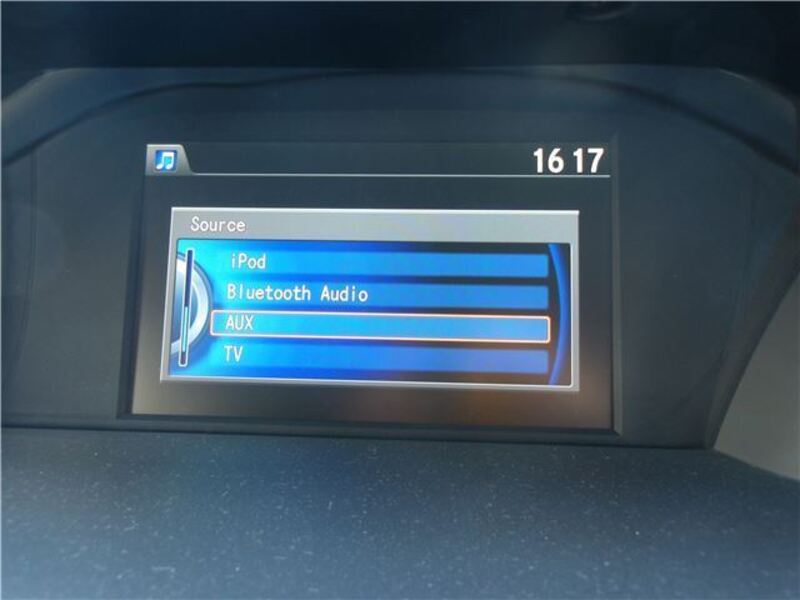 16 17
Source
iPod
Bluetooth Audio
AUX
TV